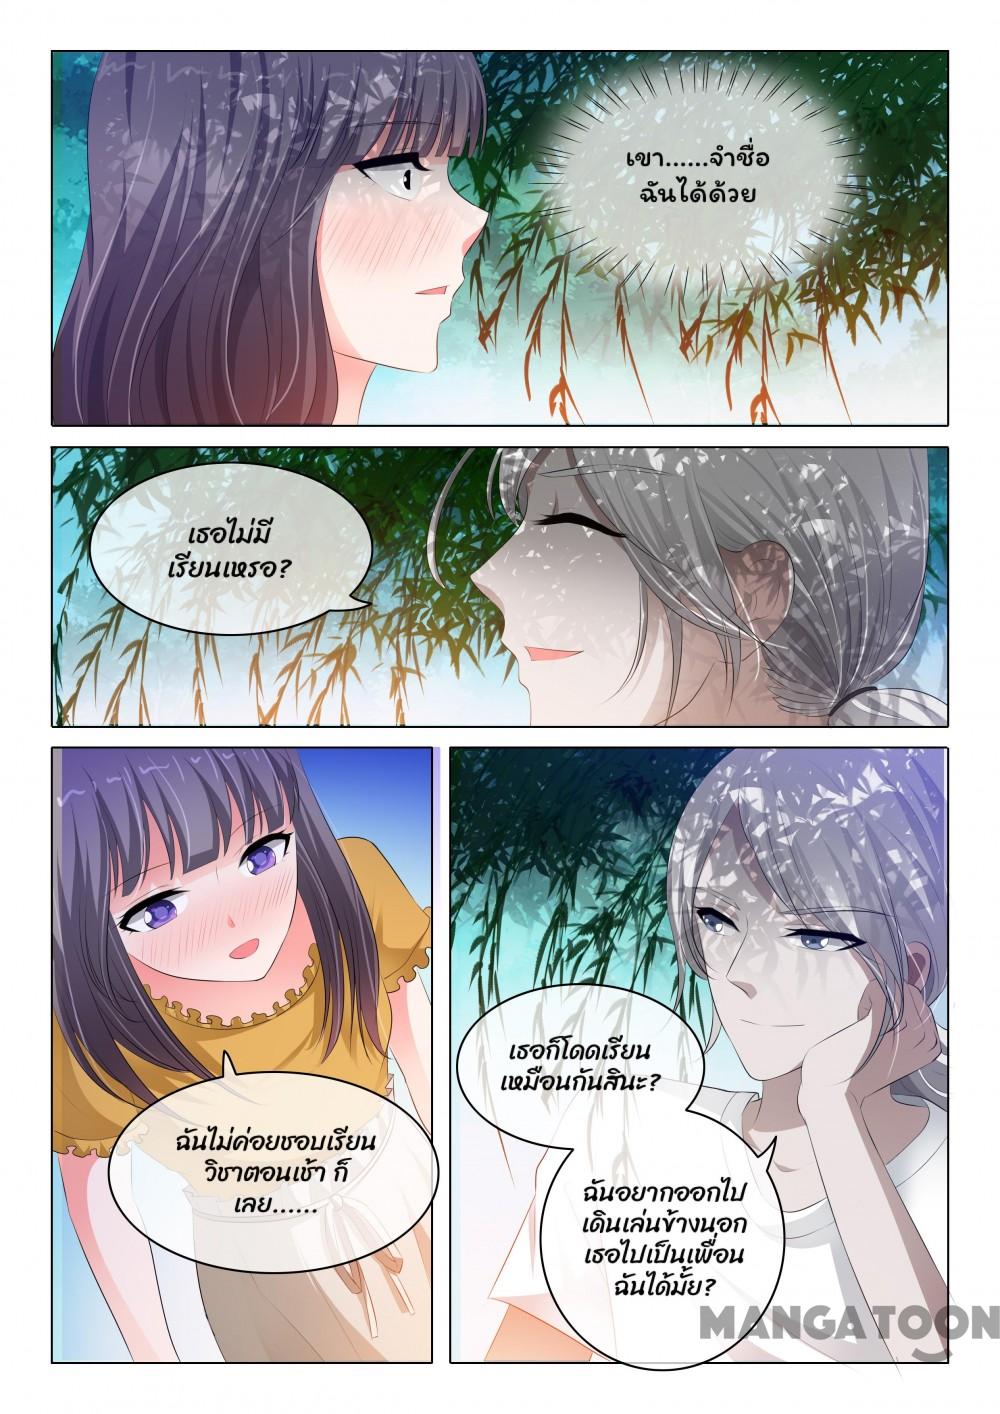 เขา......จำชื่อ
ฉันได้ด้วย
เธอไม่มี
เรียนเหรอ?
ฉันไม่ค่อยชอบเรียน
วิชาตอนเช้า ก็
เลย......
เธอก็โดดเรียน
เหมือนกันสินะ?
ฉันอยากออกไป
เดินเล่นข้างนอก
เธอไปเป็นเพื่อน
ฉันได้มั้ย?
MANGATOON